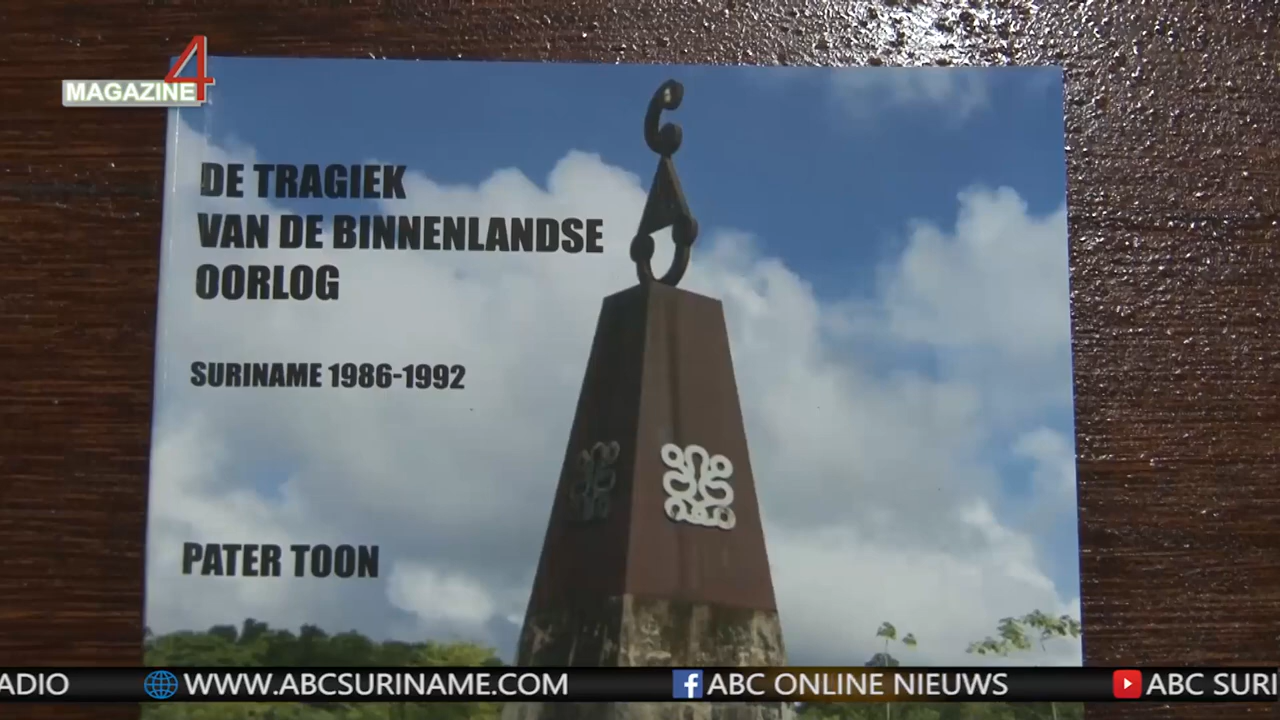 MAGAZINE 4
DE TRAGIEK
VAN DE BINNENLANDSE
OORLOG
SURINAME 1986-1992
PATER TOON
ADIO WWW.ABCSURINAME.COM ABC ONLINE NIEUWS ABC SURI